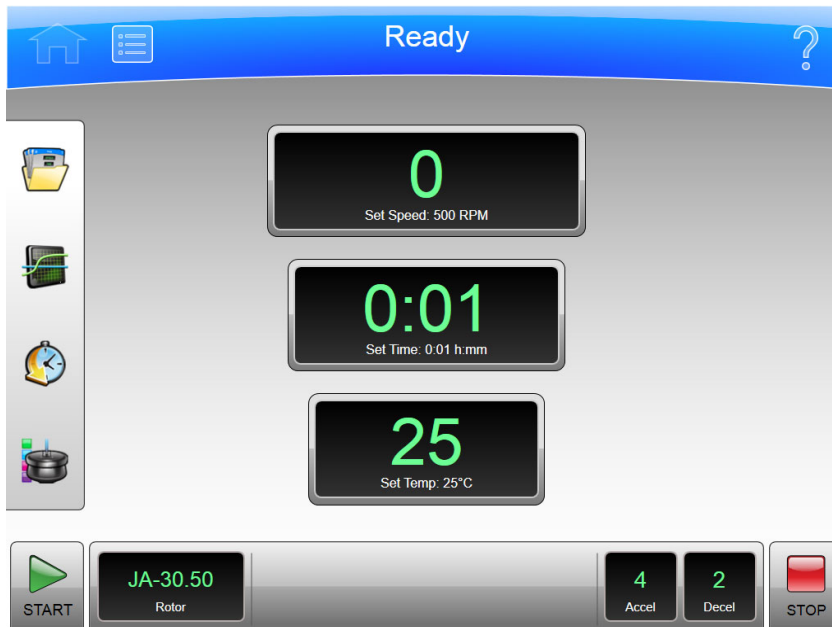 Ready
0
Set Speed: 500 RPM
0:01
Set Time: 0:01 h:mm
25
Set Temp: 25°C
START
JA-30.50
Rotor
4
Accel
2
Decel
STOP